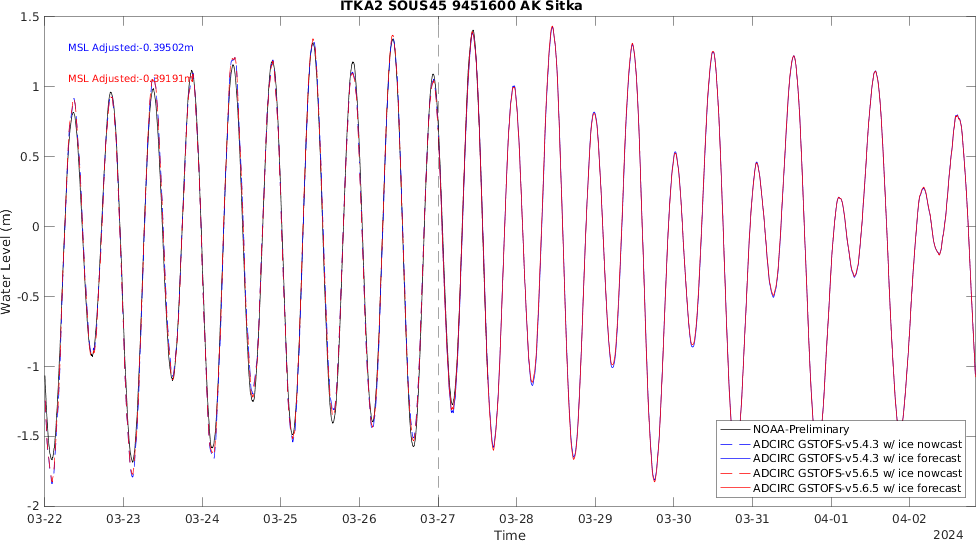 ITKA2 SOUS45 9451600 AK Sitka
1.5
MSL Adjusted:-0.39502m
MSL Adjusted:-0.39191m
1
0.5
0
-0.5
-1
-1.5
-2
Water Level (m)
NOAA-Preliminary
ADCIRC GSTOFS-v5.4.3 w/ ice nowcast
ADCIRC GSTOFS-v5.4.3 w/ ice forecast
ADCIRC GSTOFS-v5.6.5 w/ ice nowcast
ADCIRC GSTOFS-v5.6.5 w/ ice forecast
03-22 03-23 03-24 03-25 03-26 03-27 03-28 03-29 03-30 03-31 04-01 04-02
Time
2024